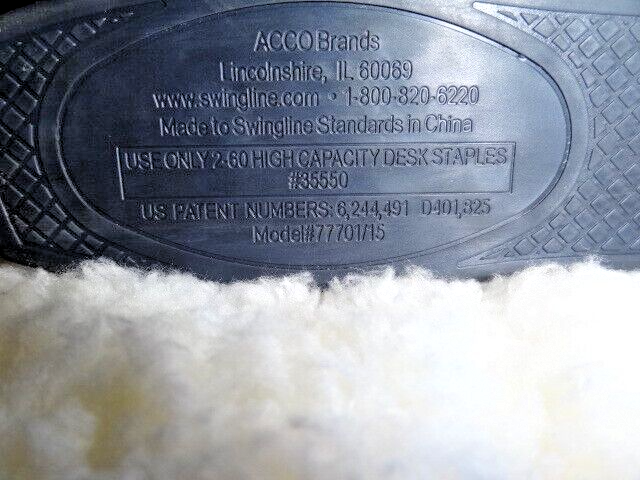 ACCO Brands
Lincolnshire, IL 60069
www.swingline.com • 1-800-820-6220
Made to Swingline Standards in China
USE ONLY 2-60 HIGH CAPACITY DESK STAPLES
#35550
US PATENT NUMBERS: 6,244,491 D401,825
Model#77701/15